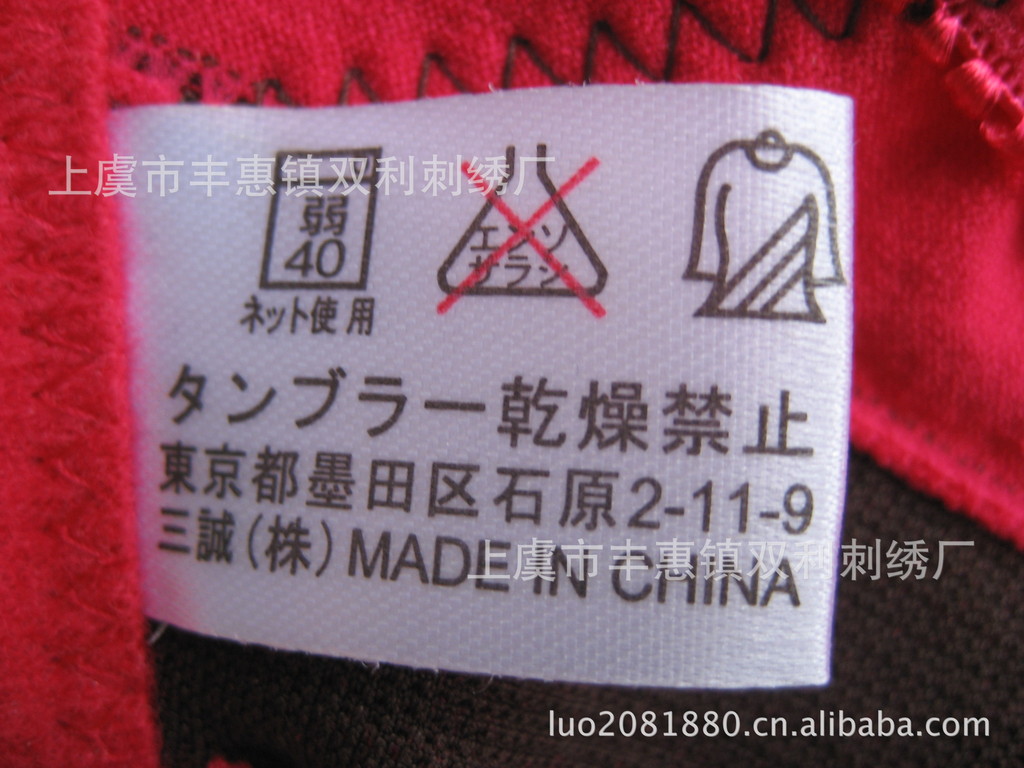 上虞市丰惠镇双利刺绣厂
弱
40
ネット使用
エンソ
サラシ
タンブラー乾燥禁止
東京都墨田区石原2-11-9
三誠(株)MADE IN CHINA
上虞市丰惠镇双利刺绣厂
luo2081880.cn.alibaba.com